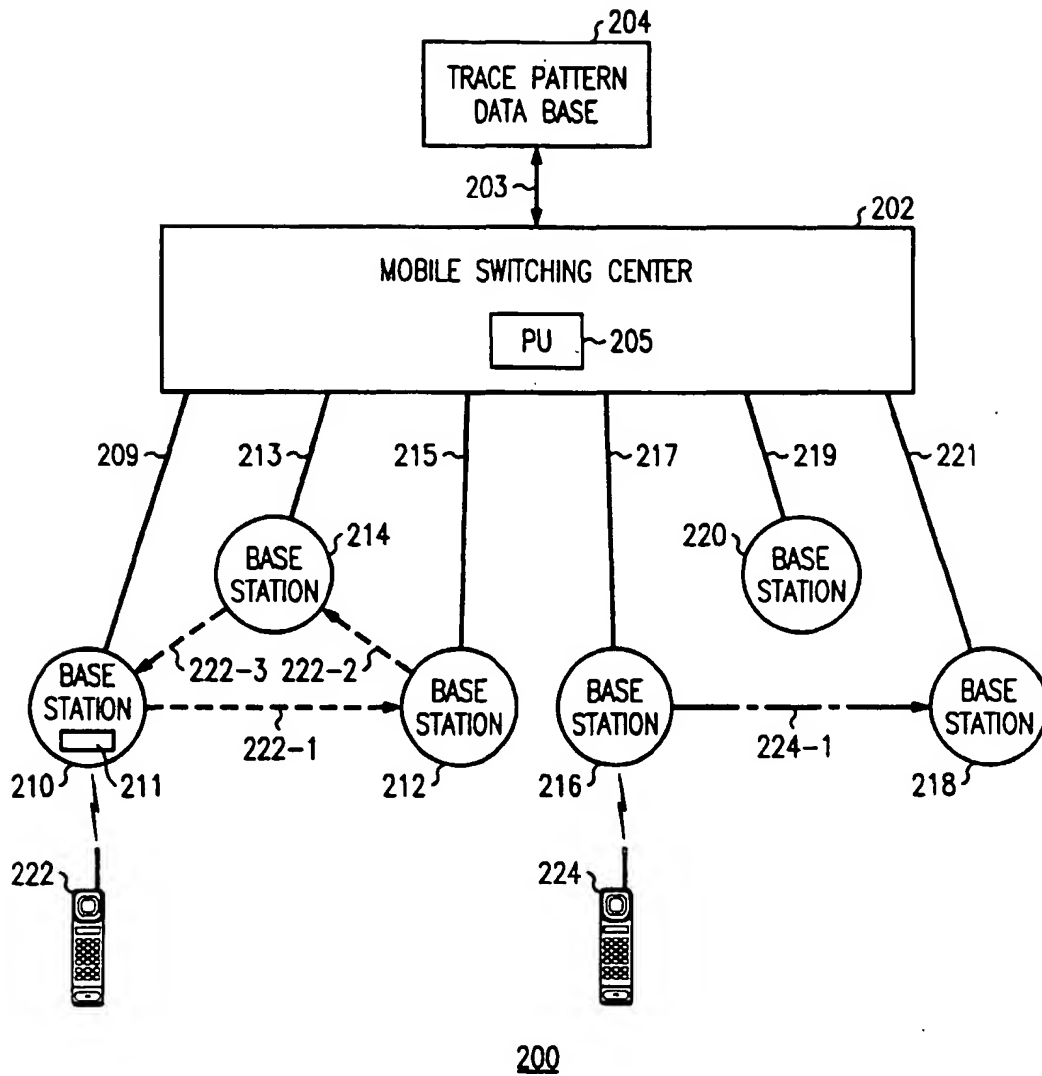 204
TRACE PATTERN
DATA BASE
203
202
MOBILE SWITCHING CENTER
PU
205
209
213
215
217
219
221
BASE
STATION
214
BASE
STATION
220
222-3
222-2
BASE
STATION
BASE
STATION
BASE
STATION
BASE
STATION
222-1
224-1
210
211
212
216
218
222
224
200